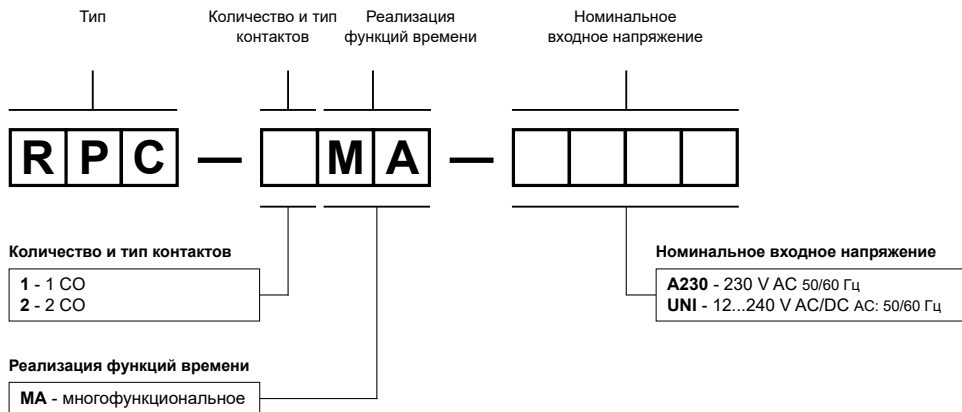 Тип
Количество и тип
контактов
Реализация
функций времени
Номинальное
входное напряжение
RPC — MA —
Количество и тип контактов
1 - 1 CO
2 - 2 CO
Номинальное входное напряжение
A230 - 230 V AC 50/60 Гц
UNI - 12...240 V AC/DC AC: 50/60 Гц
Реализация функций времени
MA - многофункциональное